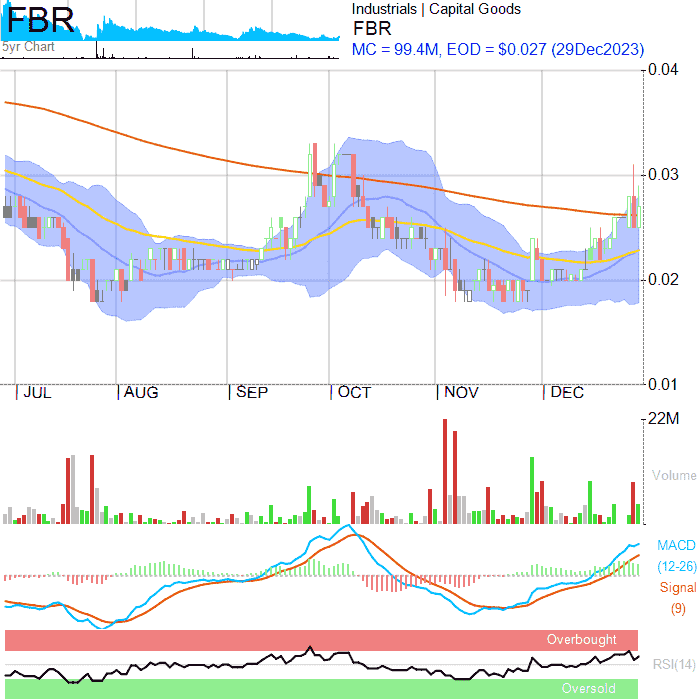 FBR
5yr Chart
Industrials | Capital Goods
FBR
MC = 99.4M, EOD = $0.027 (29Dec2023)
0.04
0.03
0.02
0.01
JUL AUG SEP OCT NOV DEC
22M
Volume
MACD
(12-26)
Signal
(9)
Overbought
RSI(14)
Oversold